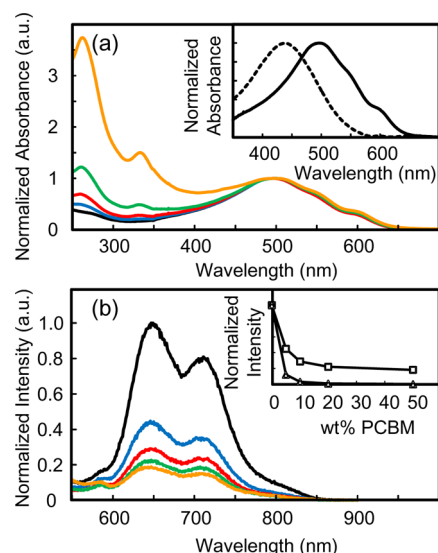 (a)
Normalized Absorbance (a.u.)
3
2
1
0
300 400 500 600
Wavelength (nm)
Normalized
Absorbance
400 500 600
Wavelength (nm)
(b)
Normalized Intensity (a.u.)
1.0
0.8
0.6
0.4
0.2
0
600 700 800 900
Wavelength (nm)
Normalized
Intensity
0 10 20 30 40 50
wt% PCBM